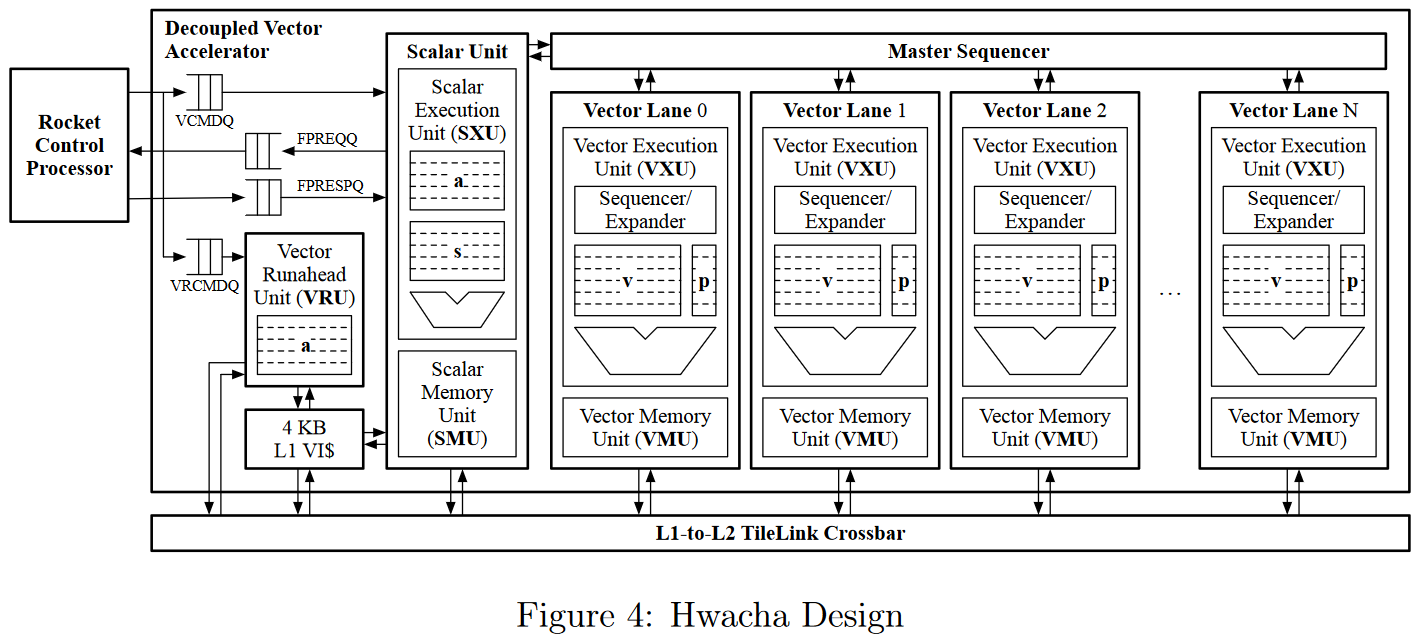 Decoupled Vector
Accelerator
Rocket
Control
Processor
VCMDQ
FPREQQ
FPRESPQ
VRCMDQ
Vector
Runahead
Unit (VRU)
a
4 KB
L1 VI$
Scalar Unit
Scalar
Execution
Unit (SXU)
a
s
Scalar
Memory
Unit
(SMU)
Master Sequencer
Vector Lane 0
Vector Execution
Unit (VXU)
Sequencer/
Expander
v p
Vector Memory
Unit (VMU)
Vector Lane 1
Vector Execution
Unit (VXU)
Sequencer/
Expander
v p
Vector Memory
Unit (VMU)
Vector Lane 2
Vector Execution
Unit (VXU)
Sequencer/
Expander
v p
Vector Memory
Unit (VMU)
...
Vector Lane N
Vector Execution
Unit (VXU)
Sequencer/
Expander
v p
Vector Memory
Unit (VMU)
L1-to-L2 TileLink Crossbar
Figure 4: Hwacha Design